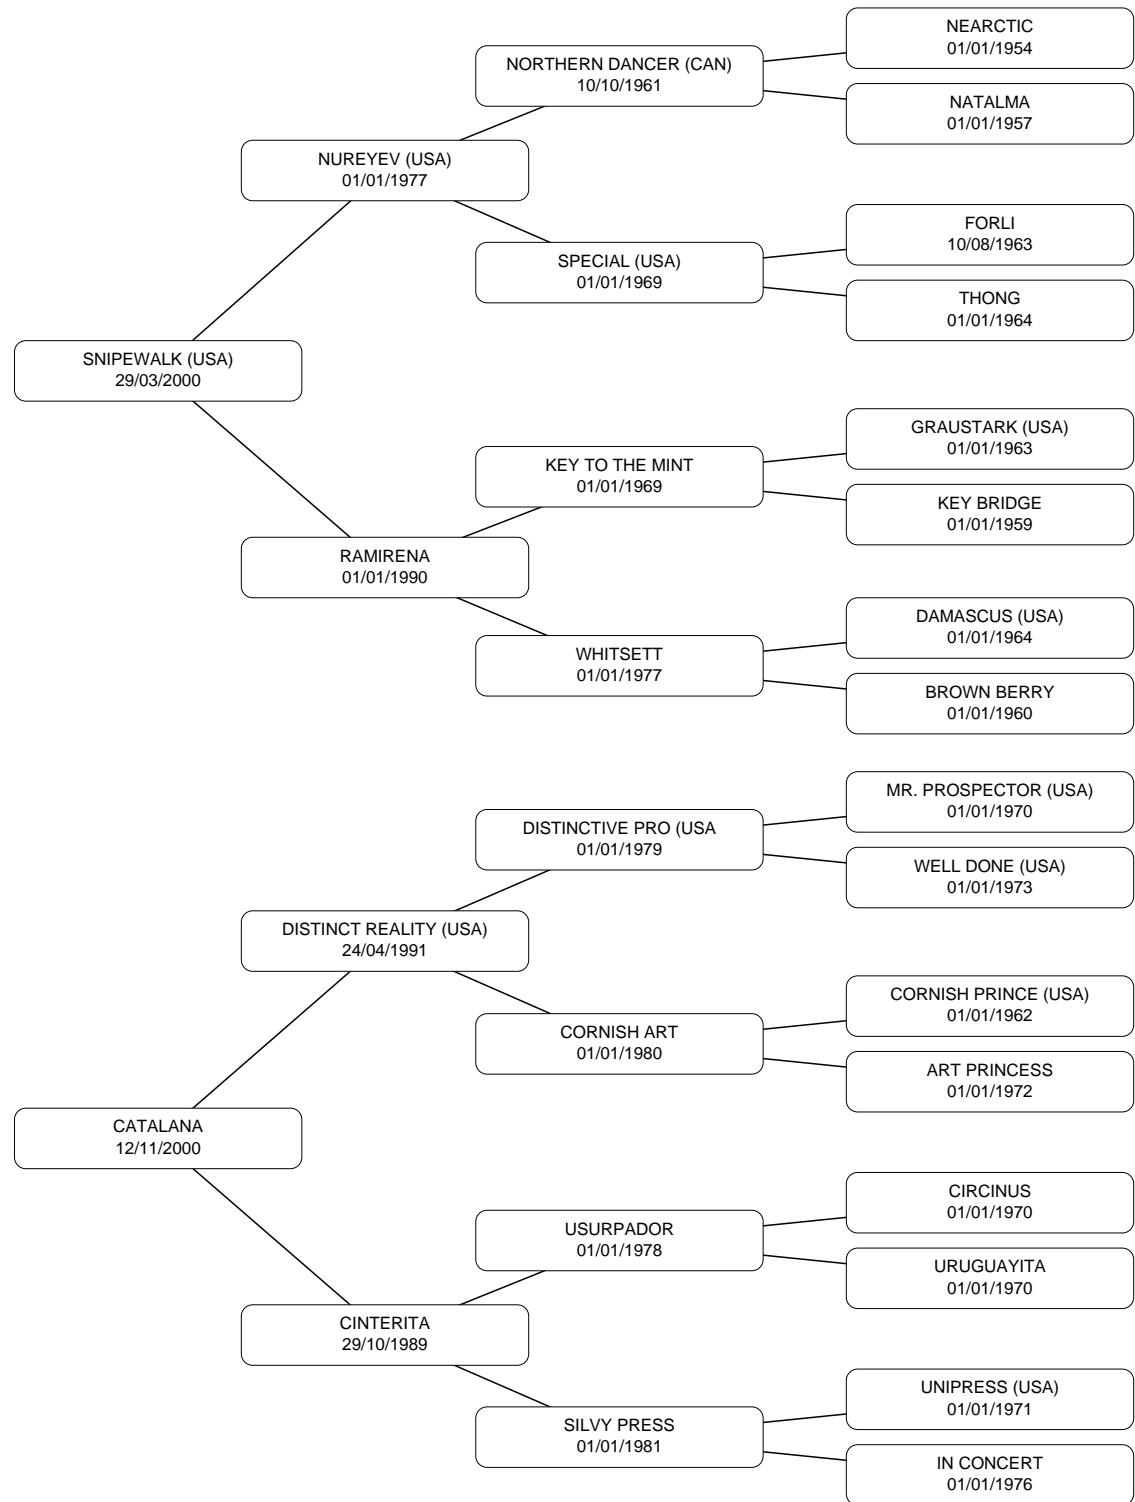 NEARCTIC
01/01/1954
NORTHERN DANCER (CAN)
10/10/1961
NATALMA
01/01/1957
NUREYEV (USA)
01/01/1977
FORLI
10/08/1963
SPECIAL (USA)
01/01/1969
THONG
01/01/1964
SNIPEWALK (USA)
29/03/2000
GRAUSTARK (USA)
01/01/1963
KEY TO THE MINT
01/01/1969
KEY BRIDGE
01/01/1959
RAMIRENA
01/01/1990
DAMASCUS (USA)
01/01/1964
WHITSETT
01/01/1977
BROWN BERRY
01/01/1960
MR. PROSPECTOR (USA)
01/01/1970
DISTINCTIVE PRO (USA
01/01/1979
WELL DONE (USA)
01/01/1973
DISTINCT REALITY (USA)
24/04/1991
CORNISH PRINCE (USA)
01/01/1962
CORNISH ART
01/01/1980
ART PRINCESS
01/01/1972
CATALANA
12/11/2000
CIRCINUS
01/01/1970
USURPADOR
01/01/1978
URUGUAYITA
01/01/1970
CINTERITA
29/10/1989
UNIPRESS (USA)
01/01/1971
SILVY PRESS
01/01/1981
IN CONCERT
01/01/1976